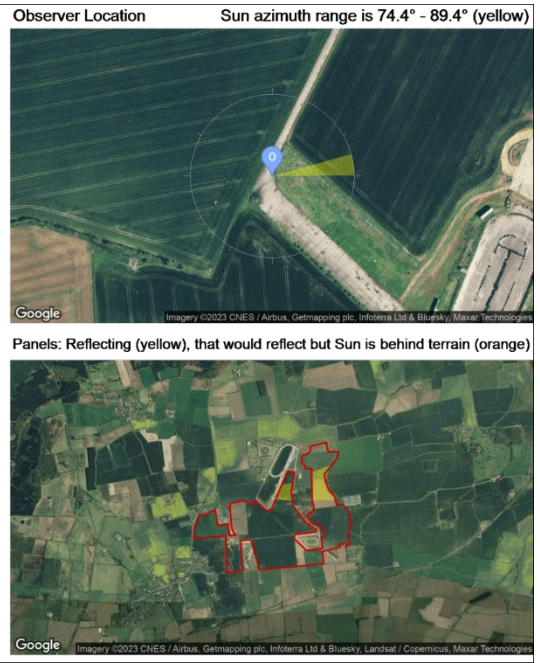 Observer Location
Sun azimuth range is 74.4° - 89.4° (yellow)
O
Google
Imagery ©2023 CNES / Airbus, Getmapping plc, Infoterra Ltd & Bluesky, Maxar Technologies
Panels: Reflecting (yellow), that would reflect but Sun is behind terrain (orange)
Google
Imagery ©2023 CNES / Airbus, Getmapping plc, Infoterra Ltd & Bluesky, Landsat / Copernicus, Maxar Technologies